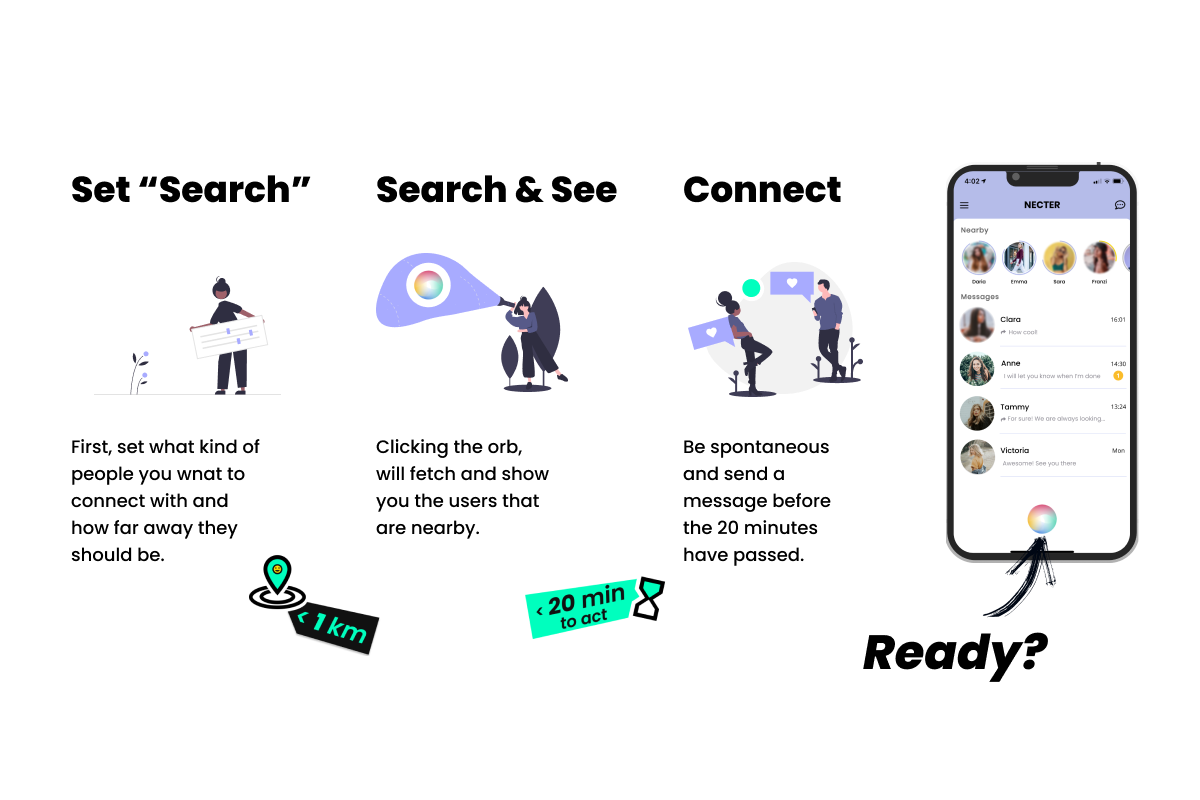 Set “Search”
First, set what kind of
people you wnat to
connect with and
how far away they
should be.
< 1 km
Search & See
Clicking the orb,
will fetch and show
you the users that
are nearby.
< 20 min
to act
Connect
Be spontaneous
and send a
message before
the 20 minutes
have passed.
4:02
NECTER
Nearby
Daria Emma Sara Franzi
Messages
Clara 16:01
How cool!
Anne 14:30
I will let you know when I'm done 1
Tammy 13:24
For sure! We are always looking...
Victoria Mon
Awesome! See you there
Ready?